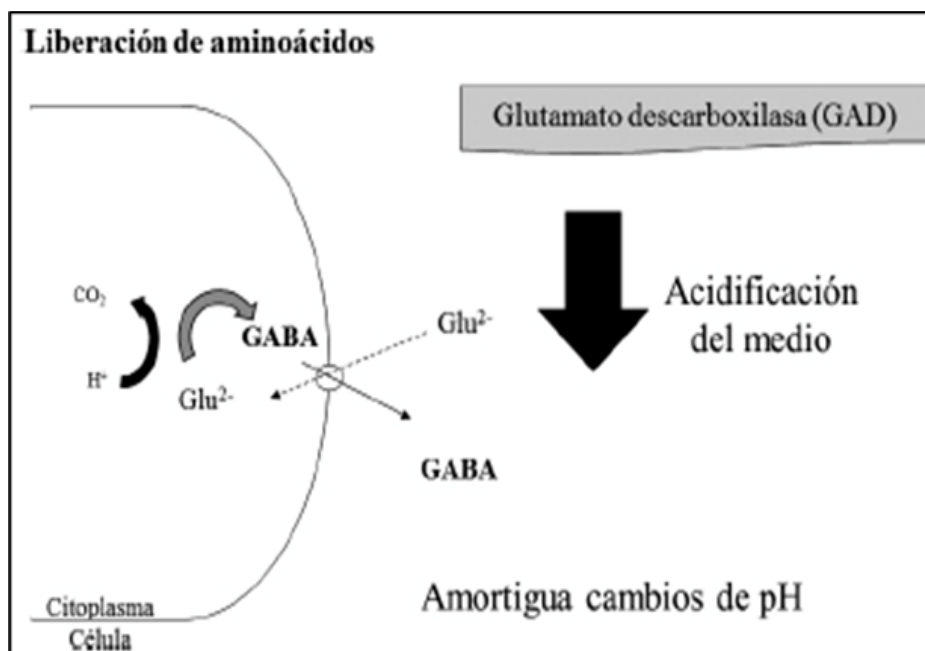 Liberación de aminoácidos
Glutamato descarboxilasa (GAD)
CO₂
H⁺
GABA
Glu²⁻
Glu²⁻
GABA
Acidificación
del medio
Amortigua cambios de pH
Citoplasma
Célula